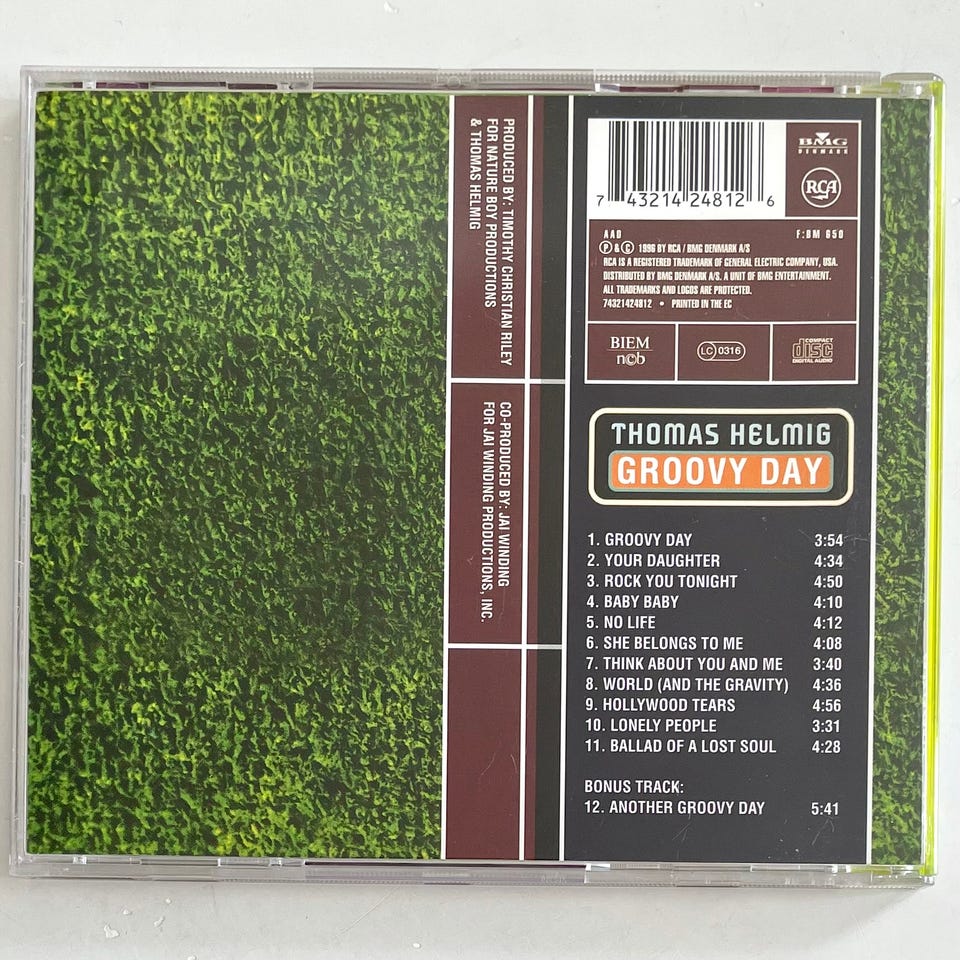 PRODUCED BY: TIMOTHY CHRISTIAN RILEY
FOR NATURE BOY PRODUCTIONS
& THOMAS HELMIG
CO-PRODUCED BY: JAI WINDING
FOR JAI WINDING PRODUCTIONS, INC.
7 43214 24812 6
BMG
DENMARK
RCA
AAD F:BM 650
Ⓟ & © 1996 BY RCA / BMG DENMARK A/S
RCA IS A REGISTERED TRADEMARK OF GENERAL ELECTRIC COMPANY, USA.
DISTRIBUTED BY BMG DENMARK A/S. A UNIT OF BMG ENTERTAINMENT.
ALL TRADEMARKS AND LOGOS ARE PROTECTED.
74321424812 • PRINTED IN THE EC
BIEM
n©b
LC 0316
COMPACT
disc
DIGITAL AUDIO
THOMAS HELMIG
GROOVY DAY
1. GROOVY DAY 3:54
2. YOUR DAUGHTER 4:34
3. ROCK YOU TONIGHT 4:50
4. BABY BABY 4:10
5. NO LIFE 4:12
6. SHE BELONGS TO ME 4:08
7. THINK ABOUT YOU AND ME 3:40
8. WORLD (AND THE GRAVITY) 4:36
9. HOLLYWOOD TEARS 4:56
10. LONELY PEOPLE 3:31
11. BALLAD OF A LOST SOUL 4:28
BONUS TRACK:
12. ANOTHER GROOVY DAY 5:41